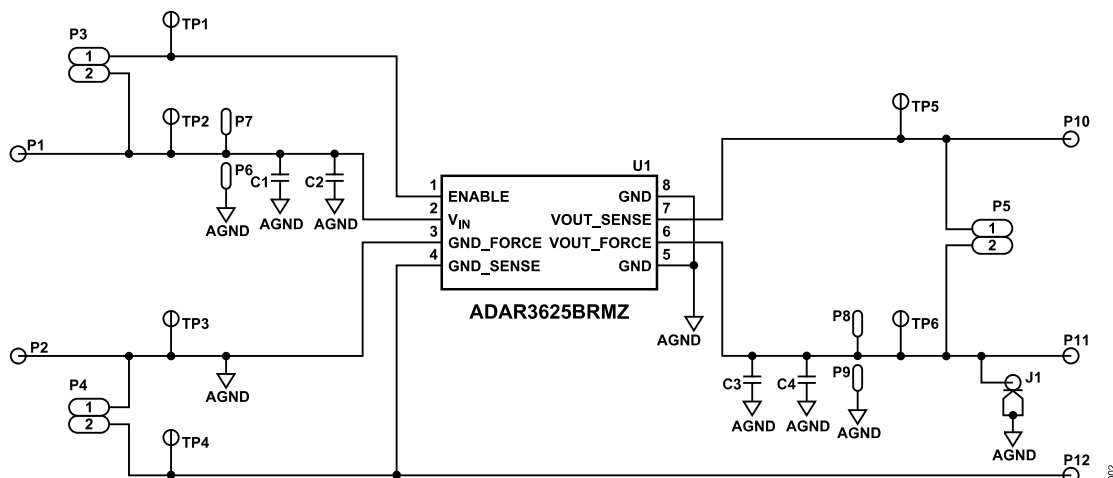 TP1
P3
1
2
TP2
P7
P1
P6
C1
C2
AGND
AGND
AGND
U1
1
ENABLE
2
VIN
3
GND_FORCE
4
GND_SENSE
GND
8
VOUT_SENSE
7
VOUT_FORCE
6
GND
5
ADAR3625BRMZ
AGND
TP5
P10
P5
1
2
TP3
P2
AGND
P4
1
2
TP4
P8
TP6
P11
C3
C4
P9
J1
AGND
AGND
AGND
AGND
P12
002